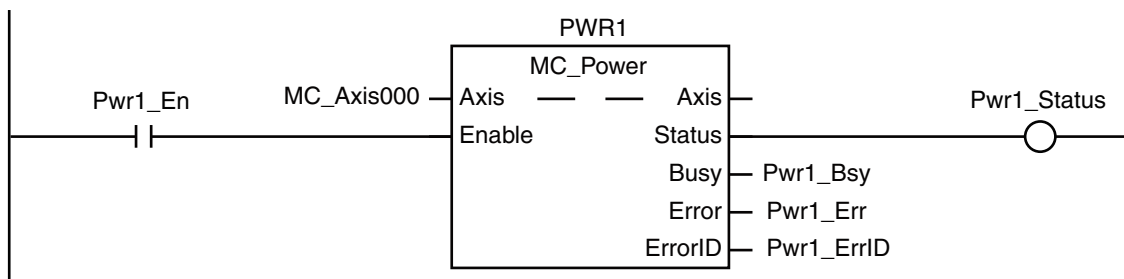 PWR1
MC_Power
Pwr1_En
MC_Axis000 Axis Axis
Pwr1_Status
Enable Status
Busy Pwr1_Bsy
Error Pwr1_Err
ErrorID Pwr1_ErrID